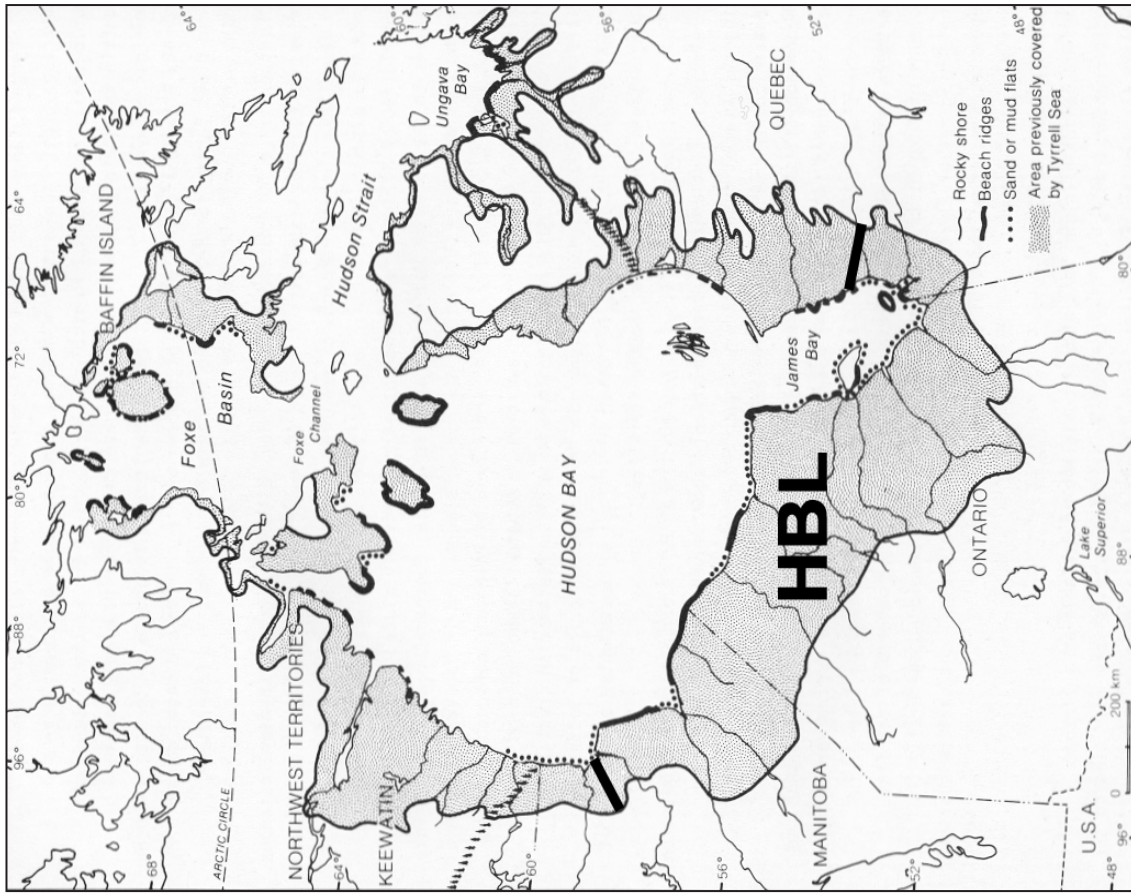 96°
88°
80°
72°
64°
BAFFIN ISLAND
68°
64°
Foxe
Basin
ARCTIC CIRCLE
NORTHWEST TERRITORIES
Foxe
Channel
64°
Hudson Strait
KEEWATIN
60°
Ungava
Bay
60°
HUDSON BAY
56°
56°
QUEBEC
James
Bay
HBL
52°
MANITOBA
52°
ONTARIO
Rocky shore
Beach ridges
Sand or mud flats
Area previously covered
by Tyrrell Sea
48°
Lake
Superior
U.S.A.
0 200 km
48°
96°
88°
80°